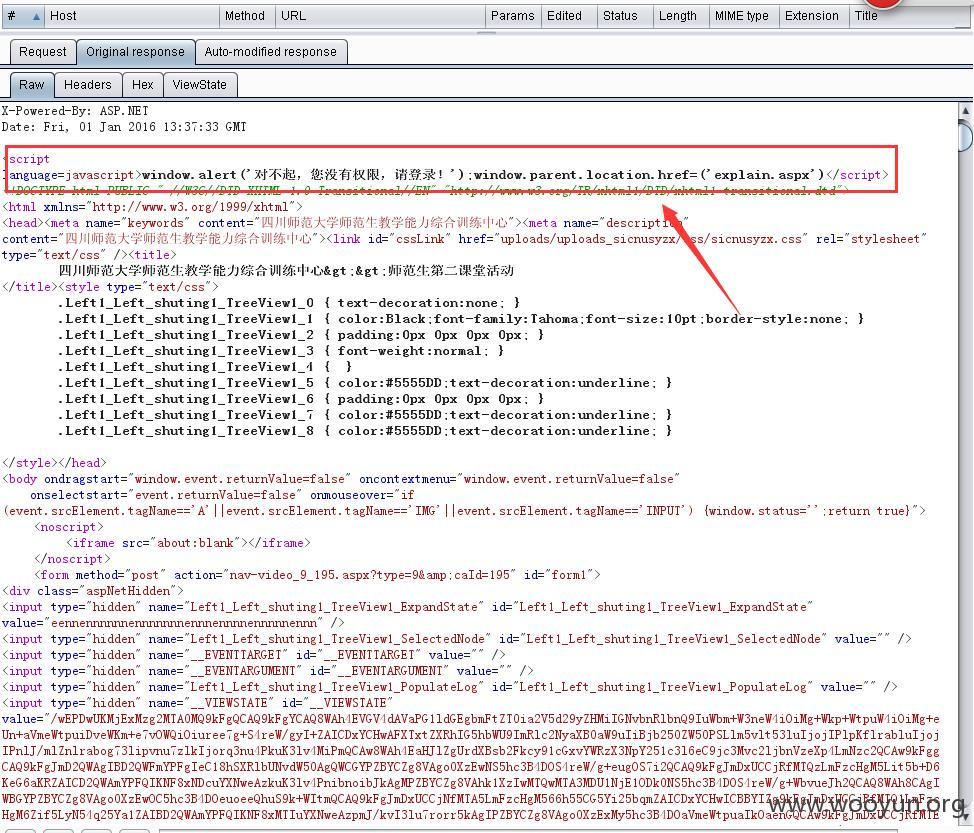 # Host Method URL Params Edited Status Length MIME type Extension Title
Request Original response Auto-modified response
Raw Headers Hex ViewState
X-Powered-By: ASP.NET
Date: Fri, 01 Jan 2016 13:37:33 GMT
<script
language=javascript>window.alert('对不起，您没有权限，请登录！');window.parent.location.href=('explain.aspx')</script>
<!DOCTYPE html PUBLIC "-//W3C//DTD XHTML 1.0 Transitional//EN" "http://www.w3.org/TR/xhtml1/DTD/xhtml1-transitional.dtd">
<html xmlns="http://www.w3.org/1999/xhtml">
<head><meta name="keywords" content="四川师范大学师范生教学能力综合训练中心"><meta name="description"
content="四川师范大学师范生教学能力综合训练中心"><link id="cssLink" href="uploads/uploads_sicnusyzx/css/sicnusyzx.css" rel="stylesheet"
type="text/css" /><title>
四川师范大学师范生教学能力综合训练中心&gt;&gt;师范生第二课堂活动
</title><style type="text/css">
.Left1_Left_shuting1_TreeView1_0 { text-decoration:none; }
.Left1_Left_shuting1_TreeView1_1 { color:Black;font-family:Tahoma;font-size:10pt;border-style:none; }
.Left1_Left_shuting1_TreeView1_2 { padding:0px 0px 0px 0px; }
.Left1_Left_shuting1_TreeView1_3 { font-weight:normal; }
.Left1_Left_shuting1_TreeView1_4 {  }
.Left1_Left_shuting1_TreeView1_5 { color:#5555DD;text-decoration:underline; }
.Left1_Left_shuting1_TreeView1_6 { padding:0px 0px 0px 0px; }
.Left1_Left_shuting1_TreeView1_7 { color:#5555DD;text-decoration:underline; }
.Left1_Left_shuting1_TreeView1_8 { color:#5555DD;text-decoration:underline; }
</style></head>
<body ondragstart="window.event.returnValue=false" oncontextmenu="window.event.returnValue=false"
onselectstart="event.returnValue=false" onmouseover="if
(event.srcElement.tagName=='A'||event.srcElement.tagName=='IMG'||event.srcElement.tagName=='INPUT') {window.status='';return true}">
<noscript>
<iframe src="about:blank"></iframe>
</noscript>
<form method="post" action="nav-video_9_195.aspx?type=9&amp;caId=195" id="form1">
<div class="aspNetHidden">
<input type="hidden" name="Left1_Left_shuting1_TreeView1_ExpandState" id="Left1_Left_shuting1_TreeView1_ExpandState"
<input type="hidden" name="Left1_Left_shuting1_TreeView1_SelectedNode" id="Left1_Left_shuting1_TreeView1_SelectedNode" value="" />
<input type="hidden" name="__EVENTTARGET" id="__EVENTTARGET" value="" />
<input type="hidden" name="__EVENTARGUMENT" id="__EVENTARGUMENT" value="" />
<input type="hidden" name="Left1_Left_shuting1_TreeView1_PopulateLog" id="Left1_Left_shuting1_TreeView1_PopulateLog" value="" />
<input type="hidden" name="__VIEWSTATE" id="__VIEWSTATE"
www.wooyun.org